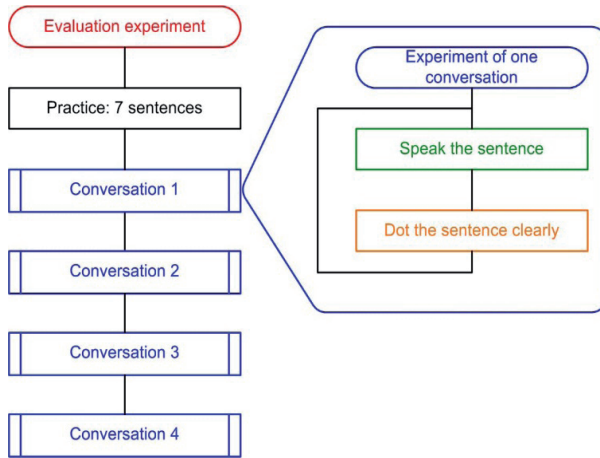 Evaluation experiment
Practice: 7 sentences
Conversation 1
Conversation 2
Conversation 3
Conversation 4
Experiment of one
conversation
Speak the sentence
Dot the sentence clearly